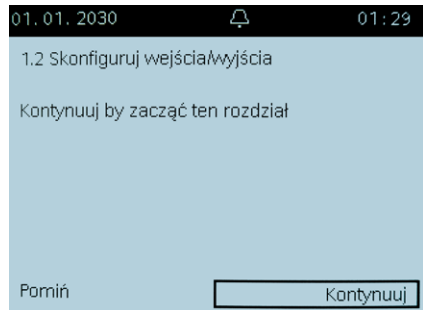 01.01.2030 01:29
1.2 Skonfiguruj wejścia/wyjścia
Kontynuuj by zacząć ten rozdział
Pomiń Kontynuuj